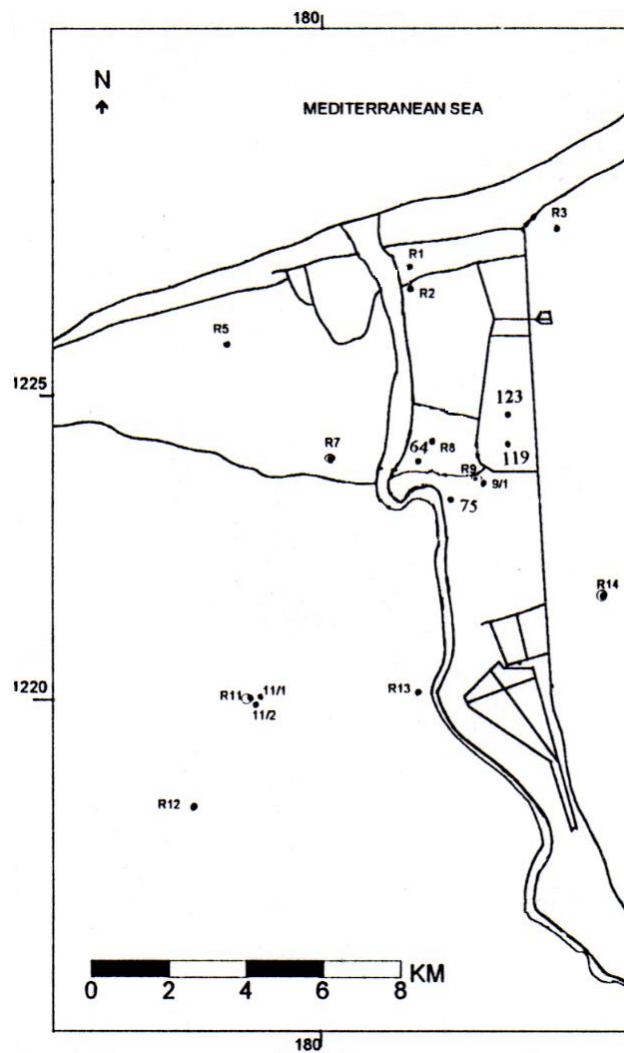 180
N
MEDITERRANEAN SEA
R3
R1
R2
R5
1225
123
64
R8
119
R7
R9
9/1
75
R14
1220
R11
11/1
11/2
R13
R12
KM
0 2 4 6 8
180